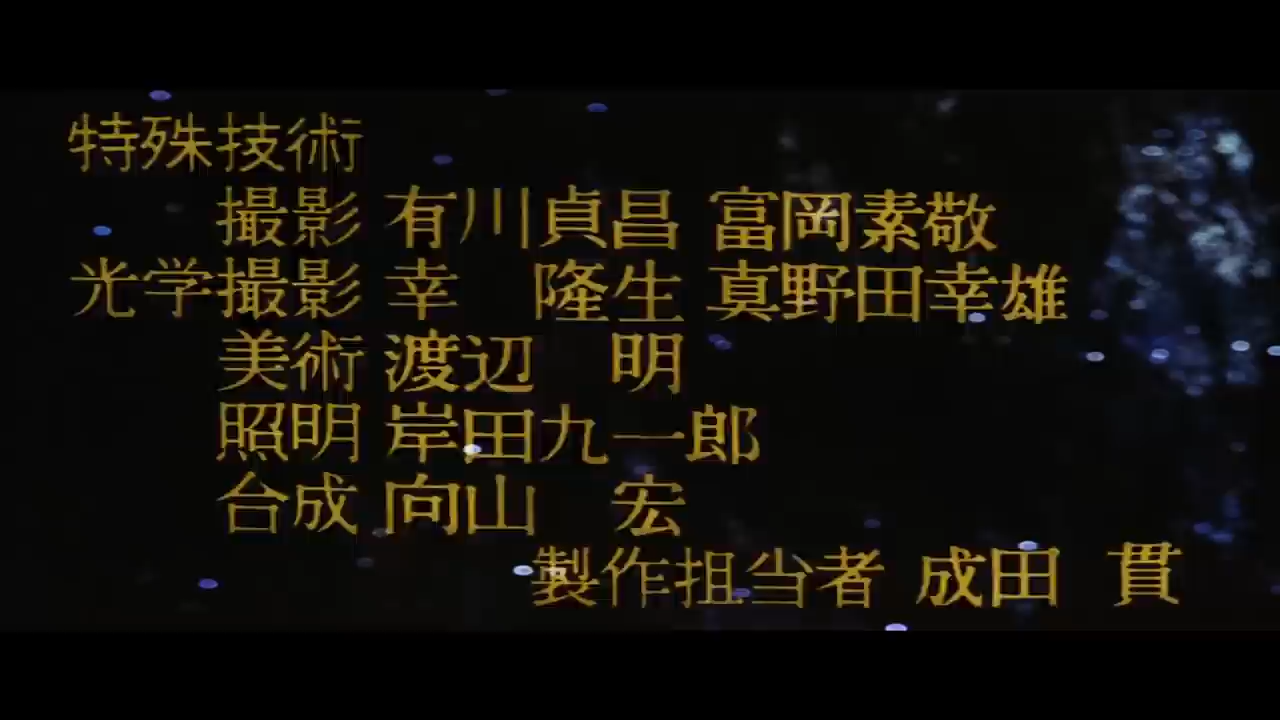 特殊技術
撮影 有川貞昌 富岡素敬
光学撮影 幸 隆生 真野田幸雄
美術 渡辺 明
照明 岸田九一郎
合成 向山 宏
製作担当者 成田 貫